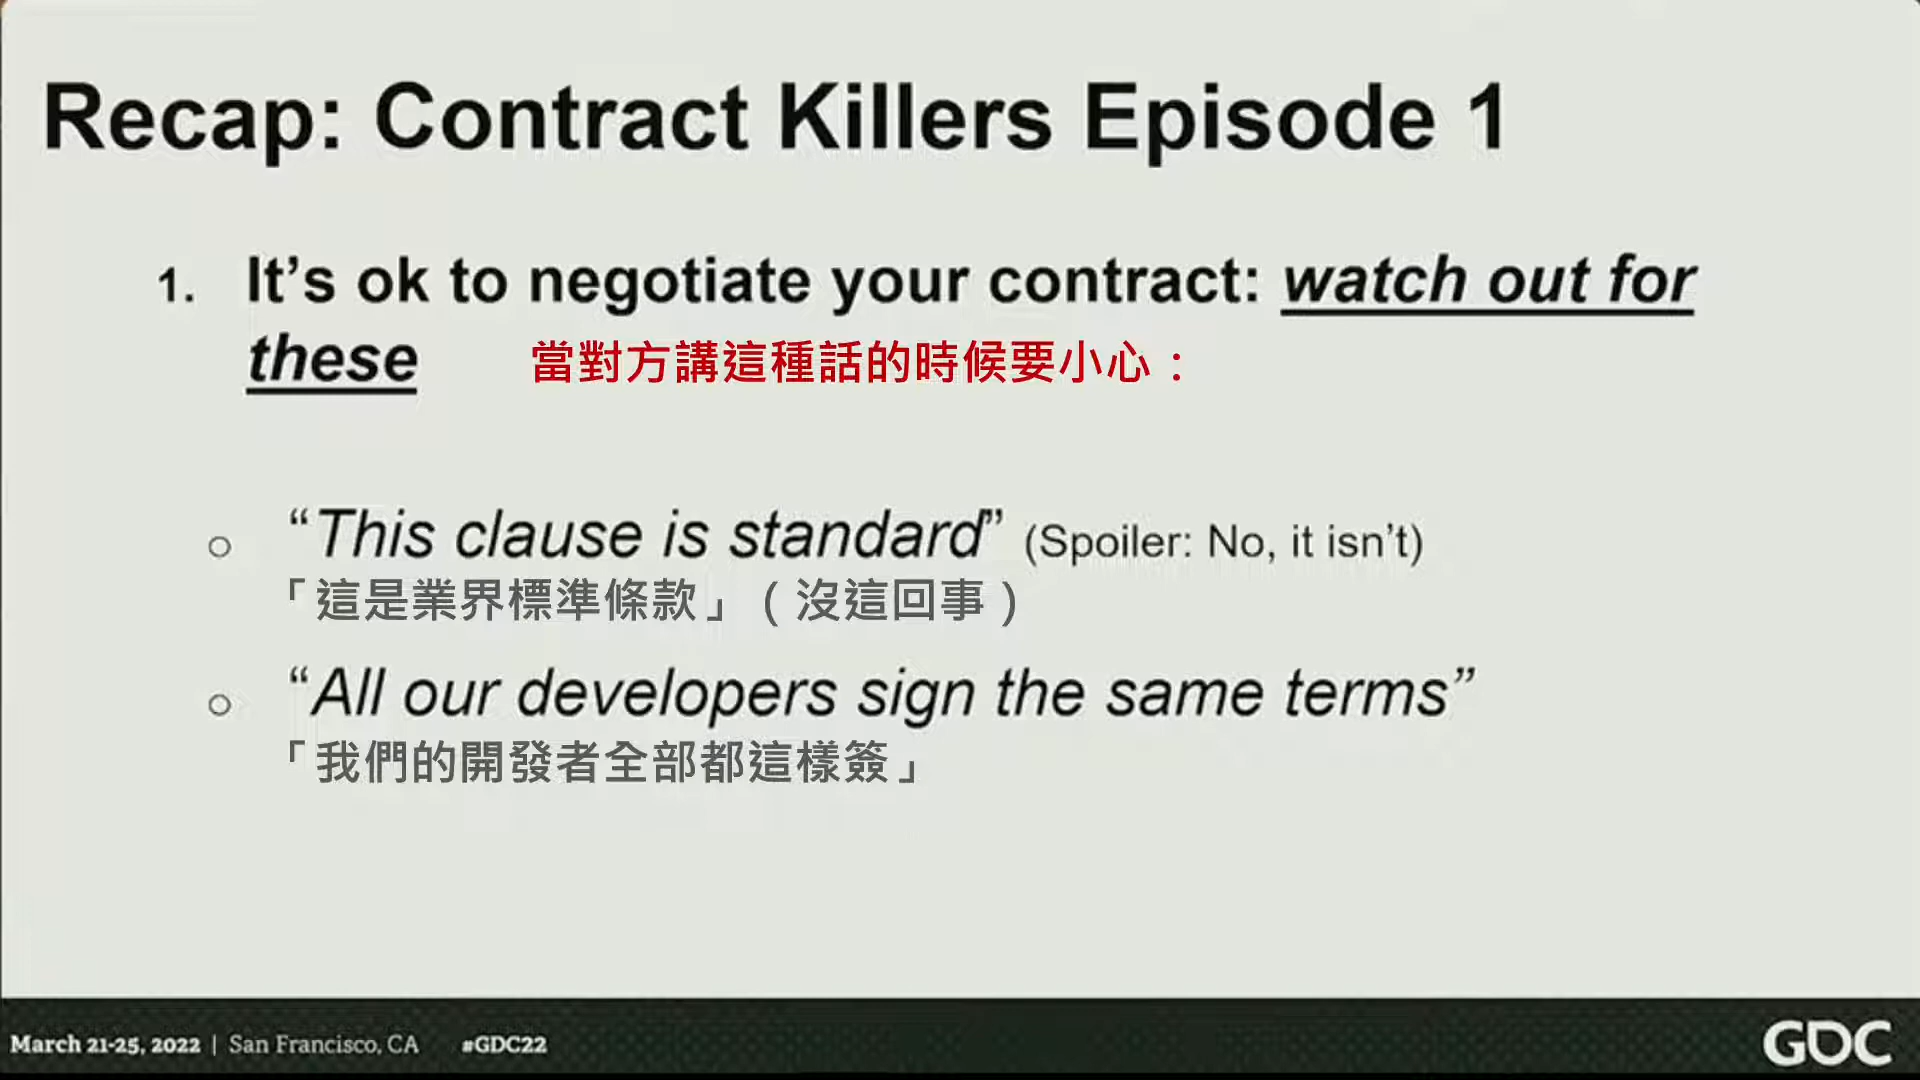 Recap: Contract Killers Episode 1
1. It’s ok to negotiate your contract: watch out for
these 當對方講這種話的時候要小心：
○ “This clause is standard” (Spoiler: No, it isn’t)
「這是業界標準條款」（沒這回事）
○ “All our developers sign the same terms”
「我們的開發者全部都這樣簽」
March 21-25, 2022 | San Francisco, CA #GDC22
GDC